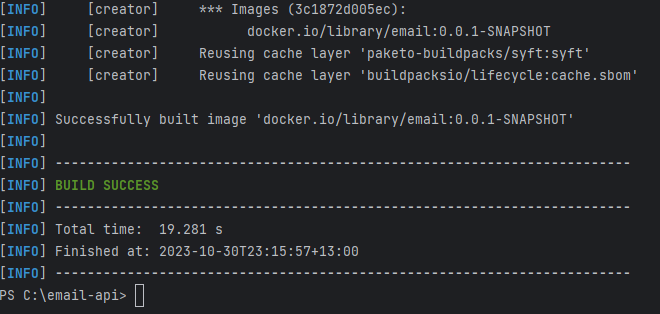 [INFO]     [creator]     *** Images (3c1872d005ec):
[INFO]     [creator]           docker.io/library/email:0.0.1-SNAPSHOT
[INFO]     [creator]     Reusing cache layer 'paketo-buildpacks/syft:syft'
[INFO]     [creator]     Reusing cache layer 'buildpacksio/lifecycle:cache.sbom'
[INFO]
[INFO] Successfully built image 'docker.io/library/email:0.0.1-SNAPSHOT'
[INFO]
[INFO] ------------------------------------------------------------------------
[INFO] BUILD SUCCESS
[INFO] ------------------------------------------------------------------------
[INFO] Total time:  19.281 s
[INFO] Finished at: 2023-10-30T23:15:57+13:00
[INFO] ------------------------------------------------------------------------
PS C:\email-api>